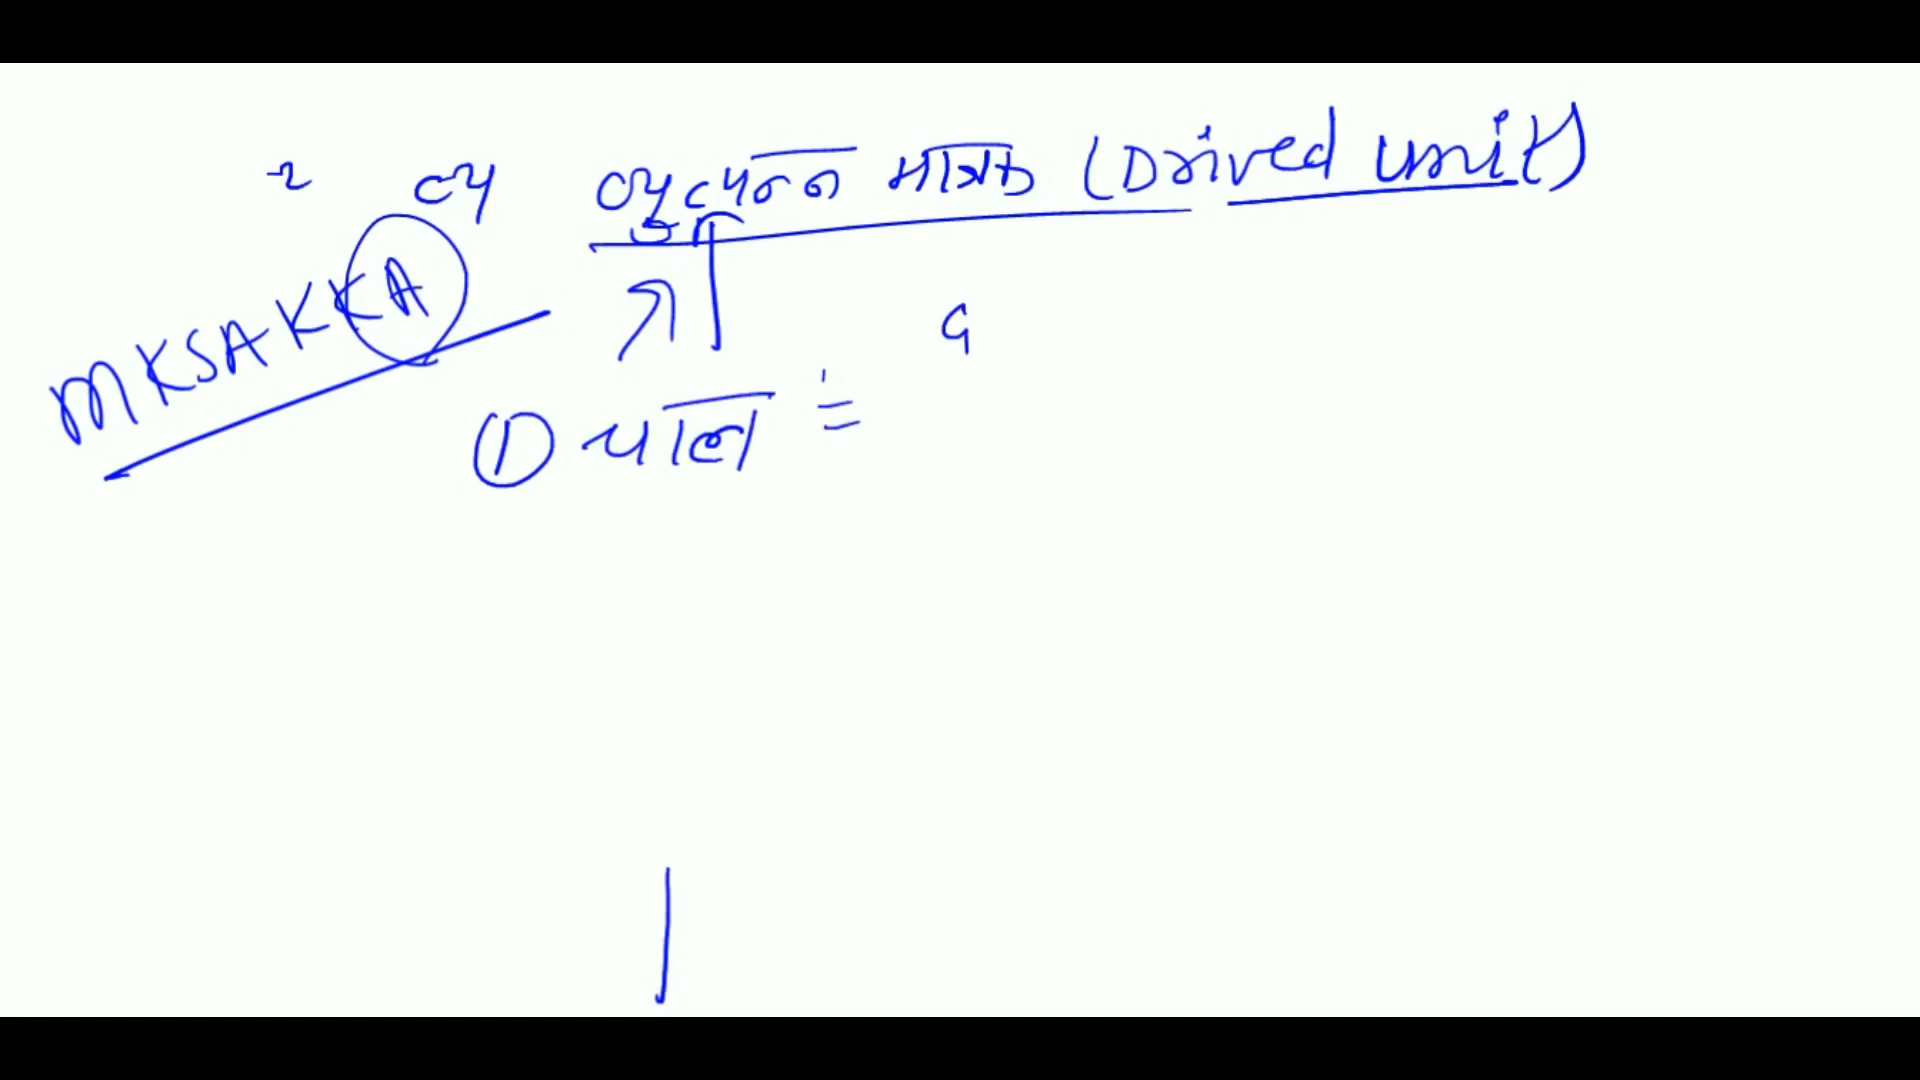 व्युत्पन्न मात्रक (Drived unit)
MKSAKKA
① चाल =